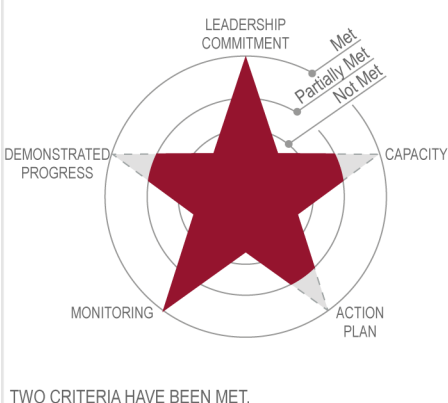 LEADERSHIP
COMMITMENT
Met
Partially Met
Not Met
DEMONSTRATED
PROGRESS
CAPACITY
MONITORING
ACTION
PLAN
TWO CRITERIA HAVE BEEN MET.